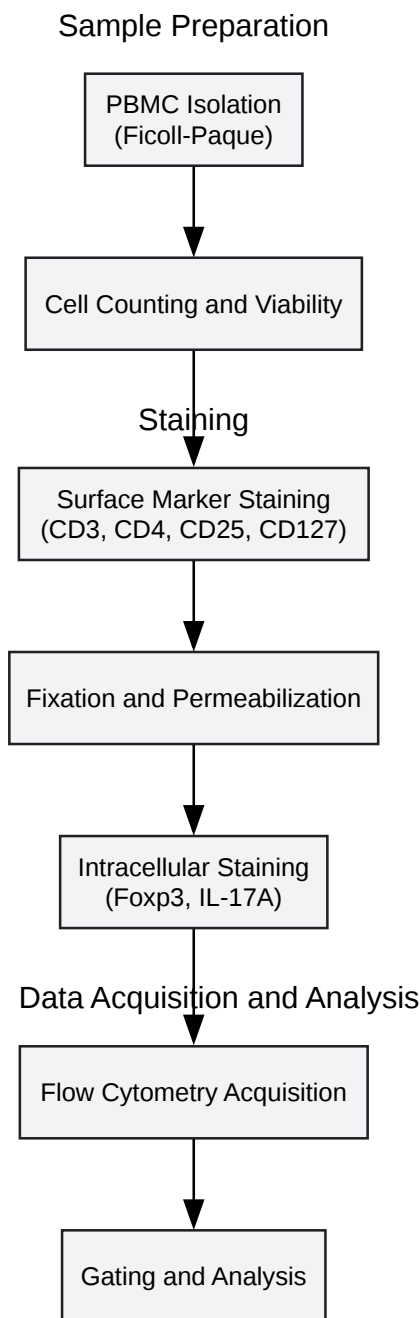 Sample Preparation
PBMC Isolation
(Ficoll-Paque)
Cell Counting and Viability
Staining
Surface Marker Staining
(CD3, CD4, CD25, CD127)
Fixation and Permeabilization
Intracellular Staining
(Foxp3, IL-17A)
Data Acquisition and Analysis
Flow Cytometry Acquisition
Gating and Analysis